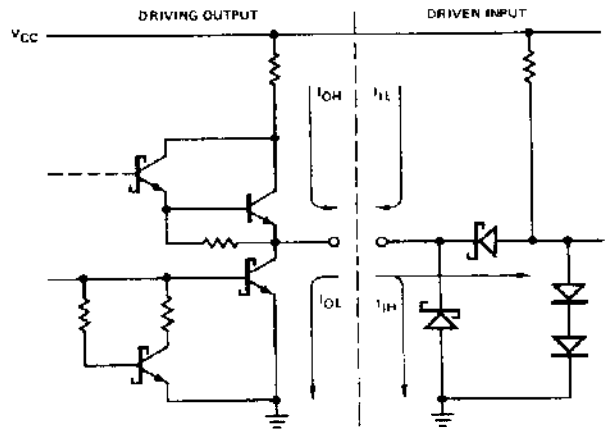 DRIVING OUTPUT
DRIVEN INPUT
VCC
IOH
IIL
IOL
IIH